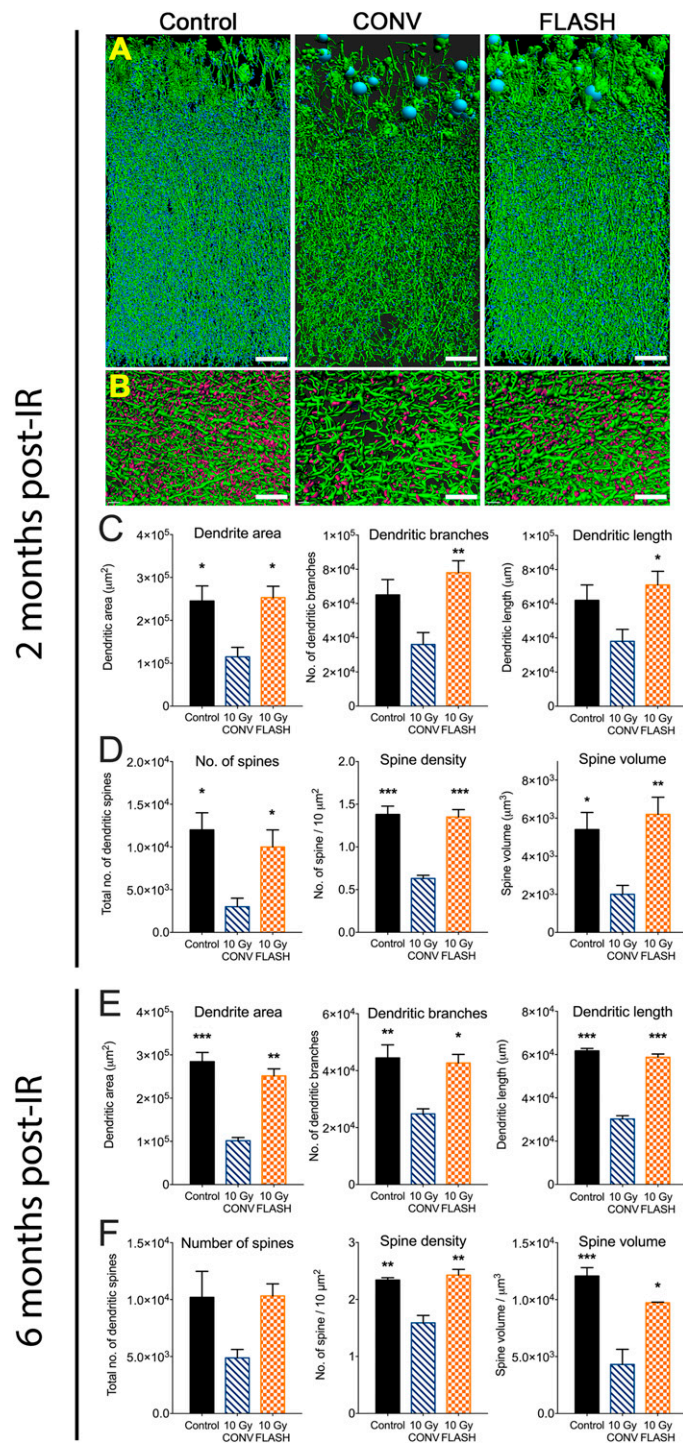 Control CONV FLASH
2 months post-IR
A
B
C
Dendrite area
Dendritic area (μm²)
4×10⁵
3×10⁵
2×10⁵
1×10⁵
0
* *
Control 10 Gy CONV 10 Gy FLASH
Dendritic branches
No. of dendritic branches
1×10⁵
8×10⁴
6×10⁴
4×10⁴
2×10⁴
0
**
Control 10 Gy CONV 10 Gy FLASH
Dendritic length
Dendritic length (μm)
1×10⁵
8×10⁴
6×10⁴
4×10⁴
2×10⁴
0
*
Control 10 Gy CONV 10 Gy FLASH
D
No. of spines
Total no. of dendritic spines
2.0×10⁴
1.5×10⁴
1.0×10⁴
5.0×10³
0
* *
Control 10 Gy CONV 10 Gy FLASH
Spine density
No. of spine / 10 μm²
2.0
1.5
1.0
0.5
0.0
*** ***
Control 10 Gy CONV 10 Gy FLASH
Spine volume
Spine volume (μm³)
8×10³
6×10³
4×10³
2×10³
0
* **
Control 10 Gy CONV 10 Gy FLASH
6 months post-IR
E
Dendrite area
Dendritic area (μm²)
4×10⁵
3×10⁵
2×10⁵
1×10⁵
0
*** **
Control 10 Gy CONV 10 Gy FLASH
Dendritic branches
No. of dendritic branches
6×10⁴
4×10⁴
2×10⁴
0
** *
Control 10 Gy CONV 10 Gy FLASH
Dendritic length
Dendritic length (μm)
8×10⁴
6×10⁴
4×10⁴
2×10⁴
0
*** ***
Control 10 Gy CONV 10 Gy FLASH
F
Number of spines
Total no. of dendritic spines
1.5×10⁴
1.0×10⁴
5.0×10³
0
Control 10 Gy CONV 10 Gy FLASH
Spine density
No. of spine / 10 μm²
3
2
1
0
** **
Control 10 Gy CONV 10 Gy FLASH
Spine volume
Spine volume / μm³
1.5×10⁴
1.0×10⁴
5.0×10³
0
*** *
Control 10 Gy CONV 10 Gy FLASH